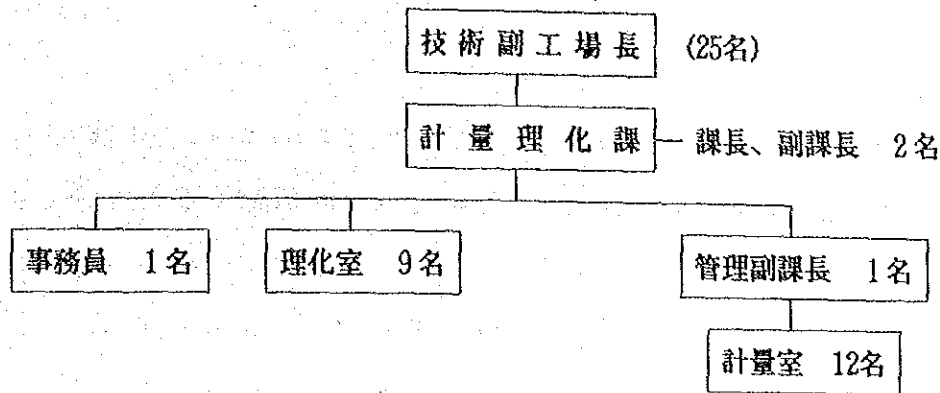 技術副工場長 (25名)
計量理化課 課長、副課長 2名
事務員 1名 理化室 9名 管理副課長 1名
計量室 12名